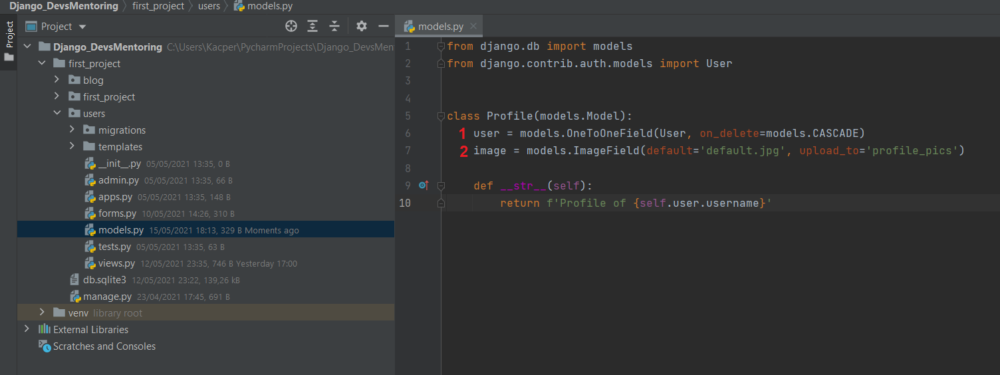 Django_DevsMentoring first_project users models.py
Project
Project
Django_DevsMentoring C:\Users\Kacper\PycharmProjects\Django_DevsMen
first_project
blog
first_project
users
migrations
templates
__init__.py 05/05/2021 13:35, 0 B
admin.py 05/05/2021 13:35, 66 B
apps.py 05/05/2021 13:35, 148 B
forms.py 10/05/2021 14:26, 310 B
models.py 15/05/2021 18:13, 329 B Moments ago
tests.py 05/05/2021 13:35, 63 B
views.py 12/05/2021 23:35, 746 B Yesterday 17:00
db.sqlite3 12/05/2021 23:22, 139,26 kB
manage.py 23/04/2021 17:45, 691 B
venv library root
External Libraries
Scratches and Consoles
models.py
1 from django.db import models
2 from django.contrib.auth.models import User
3
4
5 class Profile(models.Model):
6 1 user = models.OneToOneField(User, on_delete=models.CASCADE)
7 2 image = models.ImageField(default='default.jpg', upload_to='profile_pics')
8
9 def __str__(self):
10 return f'Profile of {self.user.username}'